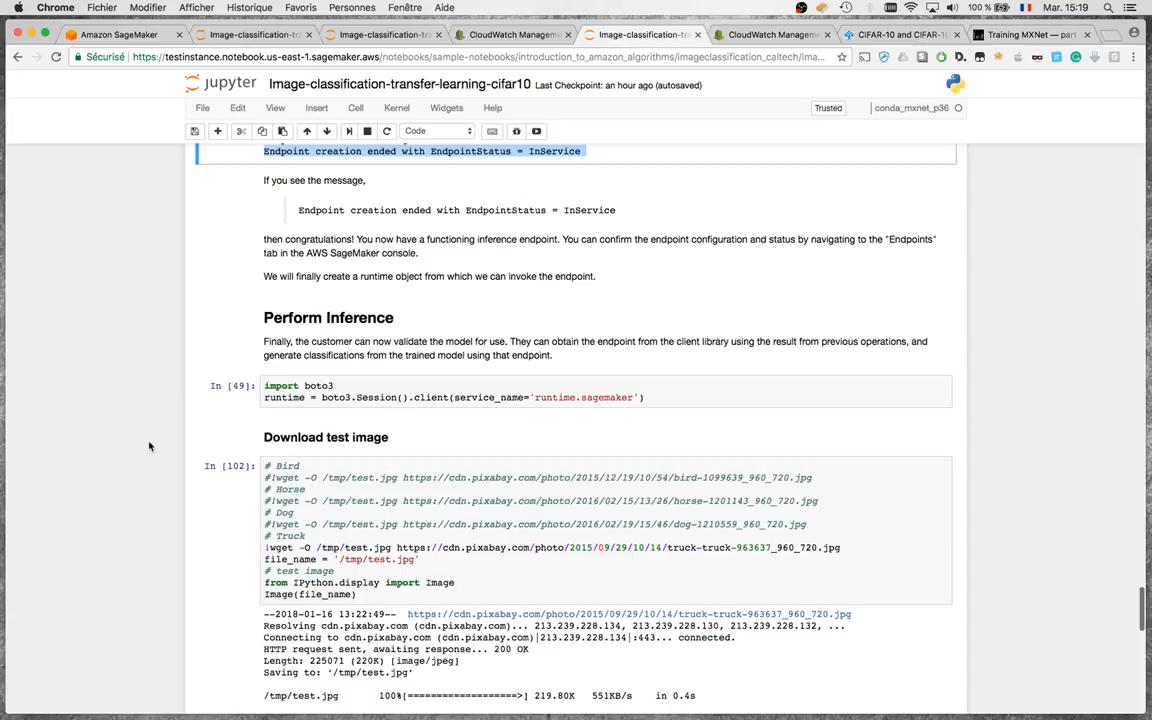 Chrome Fichier Modifier Afficher Historique Favoris Personnes Fenêtre Aide 100 % Mar. 15:19
Amazon SageMaker Image-classification-tr Image-classification-tran CloudWatch Managem Image-classification-tran CloudWatch Manageme CIFAR-10 and CIFAR-10 Training MXNet — part
Sécurisé https://testinstance.notebook.us-east-1.sagemaker.aws/notebooks/sample-notebooks/introduction_to_amazon_algorithms/imageclassification_caltech/Ima...
jupyter Image-classification-transfer-learning-cifar10 Last Checkpoint: an hour ago (autosaved)
File Edit View Insert Cell Kernel Widgets Help Trusted conda_mxnet_p36
Code
Endpoint creation ended with EndpointStatus = InService
If you see the message,
Endpoint creation ended with EndpointStatus = InService
then congratulations! You now have a functioning inference endpoint. You can confirm the endpoint configuration and status by navigating to the "Endpoints"
tab in the AWS SageMaker console.
We will finally create a runtime object from which we can invoke the endpoint.
Perform Inference
Finally, the customer can now validate the model for use. They can obtain the endpoint from the client library using the result from previous operations, and
generate classifications from the trained model using that endpoint.
In [49]: import boto3
runtime = boto3.Session().client(service_name='runtime.sagemaker')
Download test image
In [102]: # Bird
#!wget -O /tmp/test.jpg https://cdn.pixabay.com/photo/2015/12/19/10/54/bird-1099639_960_720.jpg
# Horse
#!wget -O /tmp/test.jpg https://cdn.pixabay.com/photo/2016/02/15/13/26/horse-1201143_960_720.jpg
# Dog
#!wget -O /tmp/test.jpg https://cdn.pixabay.com/photo/2016/02/19/15/46/dog-1210559_960_720.jpg
# Truck
!wget -O /tmp/test.jpg https://cdn.pixabay.com/photo/2015/09/29/10/14/truck-truck-963637_960_720.jpg
file_name = '/tmp/test.jpg'
# test image
from IPython.display import Image
Image(file_name)
--2018-01-16 13:22:49-- https://cdn.pixabay.com/photo/2015/09/29/10/14/truck-truck-963637_960_720.jpg
Resolving cdn.pixabay.com (cdn.pixabay.com)... 213.239.228.134, 213.239.228.130, 213.239.228.132, ...
Connecting to cdn.pixabay.com (cdn.pixabay.com)|213.239.228.134|:443... connected.
HTTP request sent, awaiting response... 200 OK
Length: 225071 (220K) [image/jpeg]
Saving to: ‘/tmp/test.jpg’
/tmp/test.jpg 100%[===================>] 219.80K 551KB/s in 0.4s